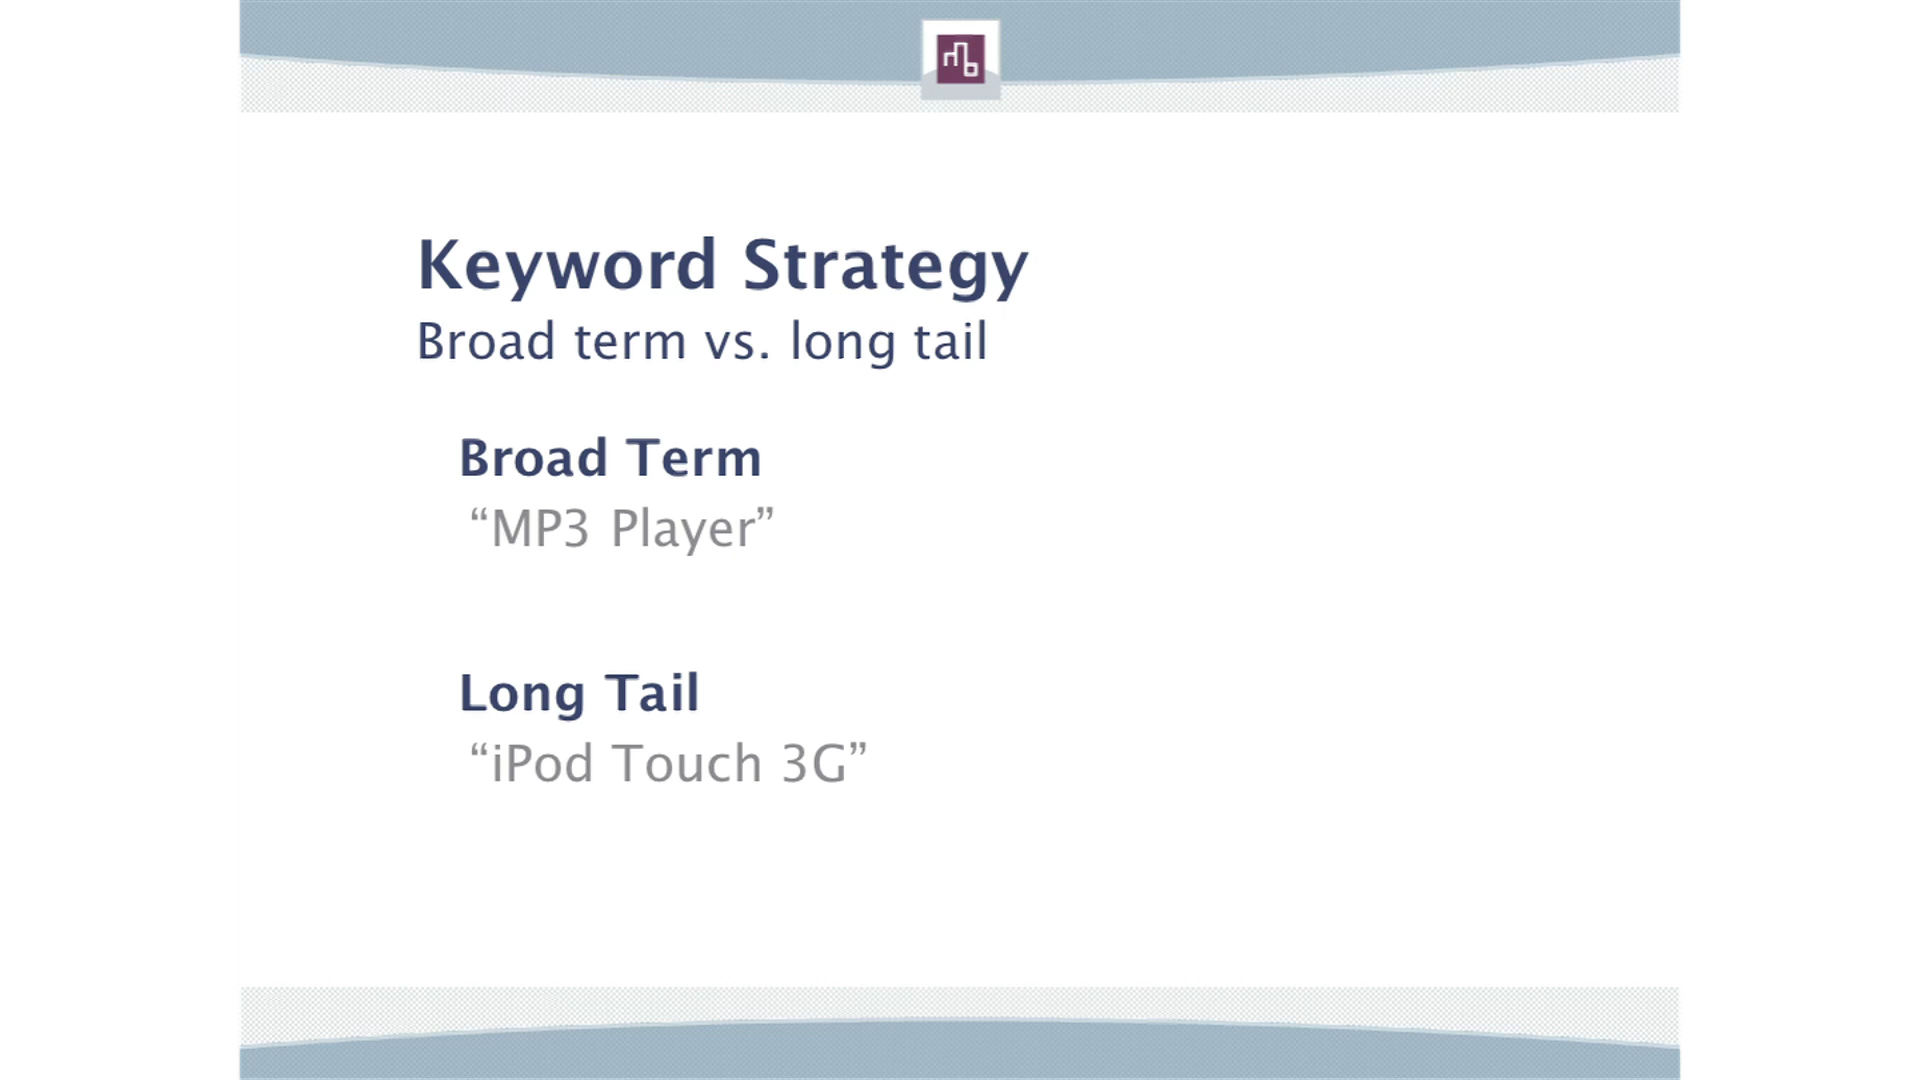 Keyword Strategy
Broad term vs. long tail
Broad Term
“MP3 Player”
Long Tail
“iPod Touch 3G”